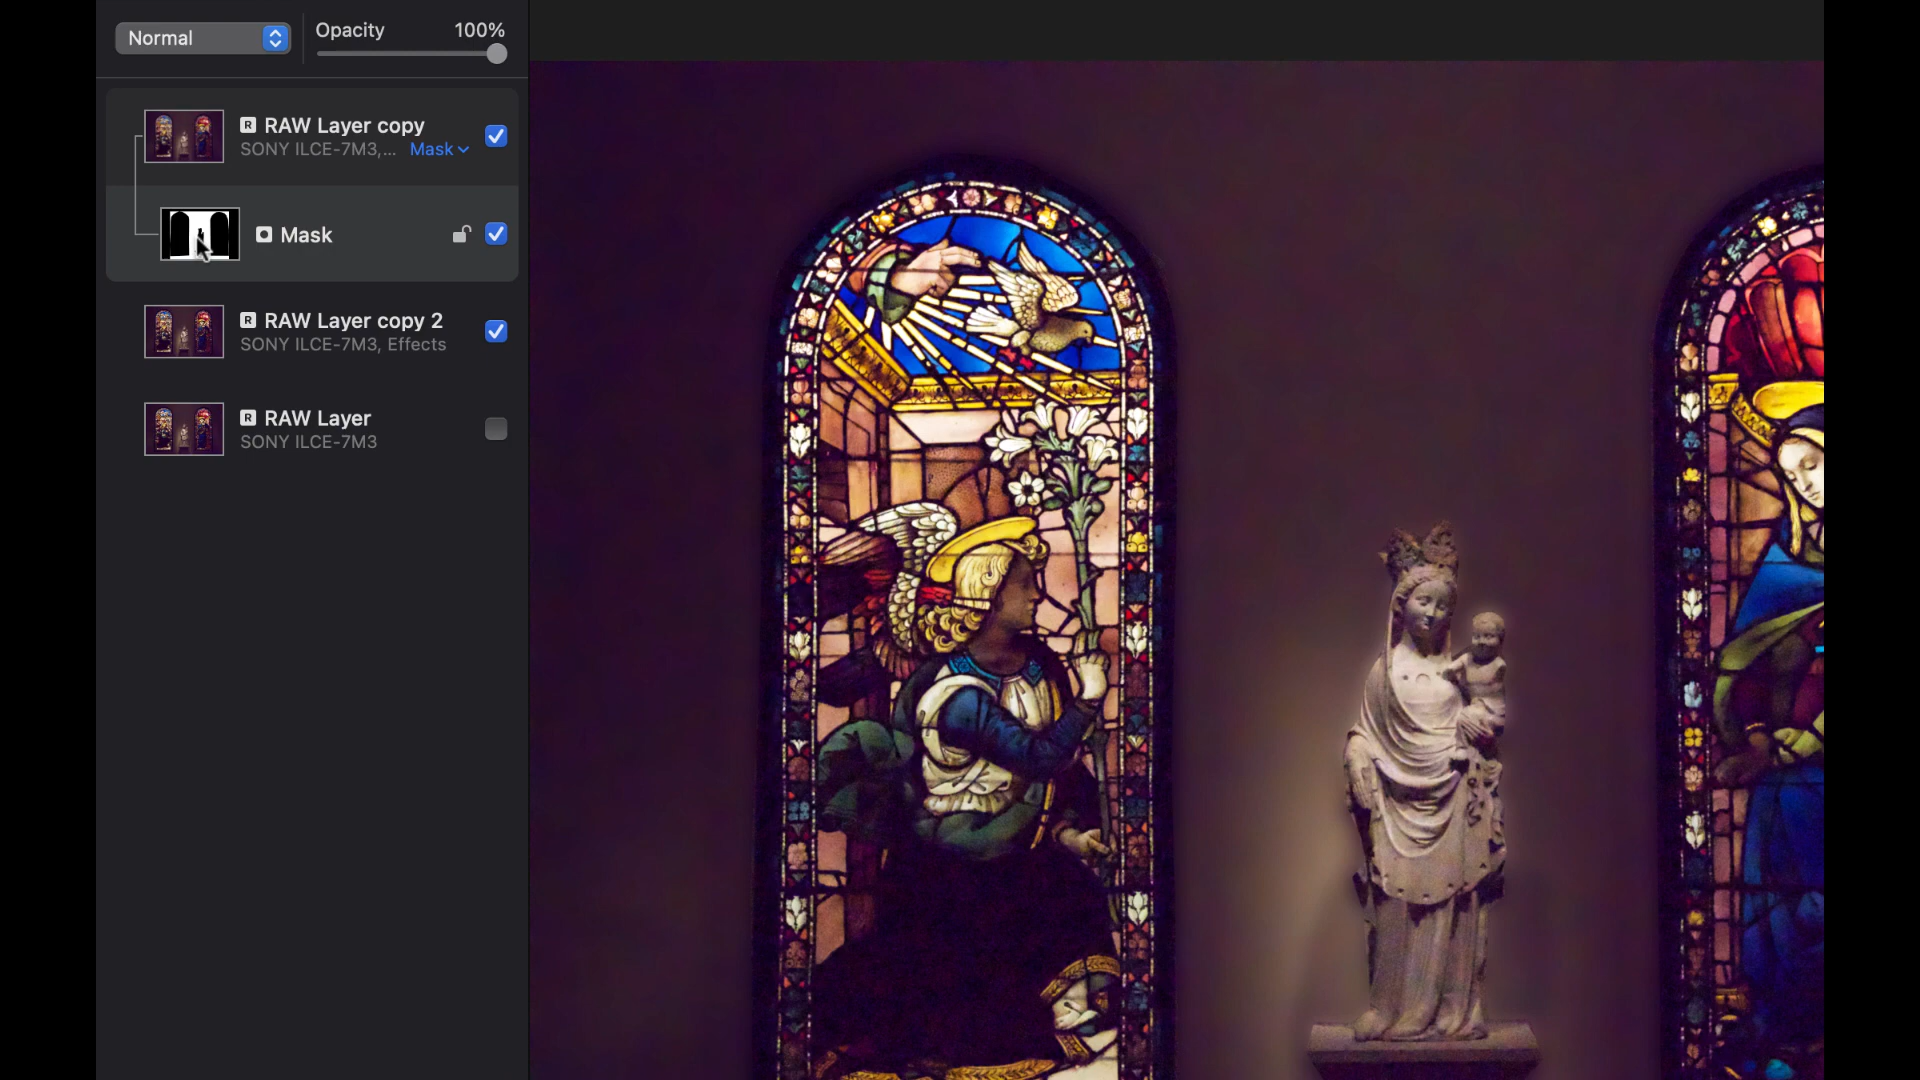 Normal
Opacity 100%
R RAW Layer copy
SONY ILCE-7M3,... Mask
Mask
R RAW Layer copy 2
SONY ILCE-7M3, Effects
R RAW Layer
SONY ILCE-7M3